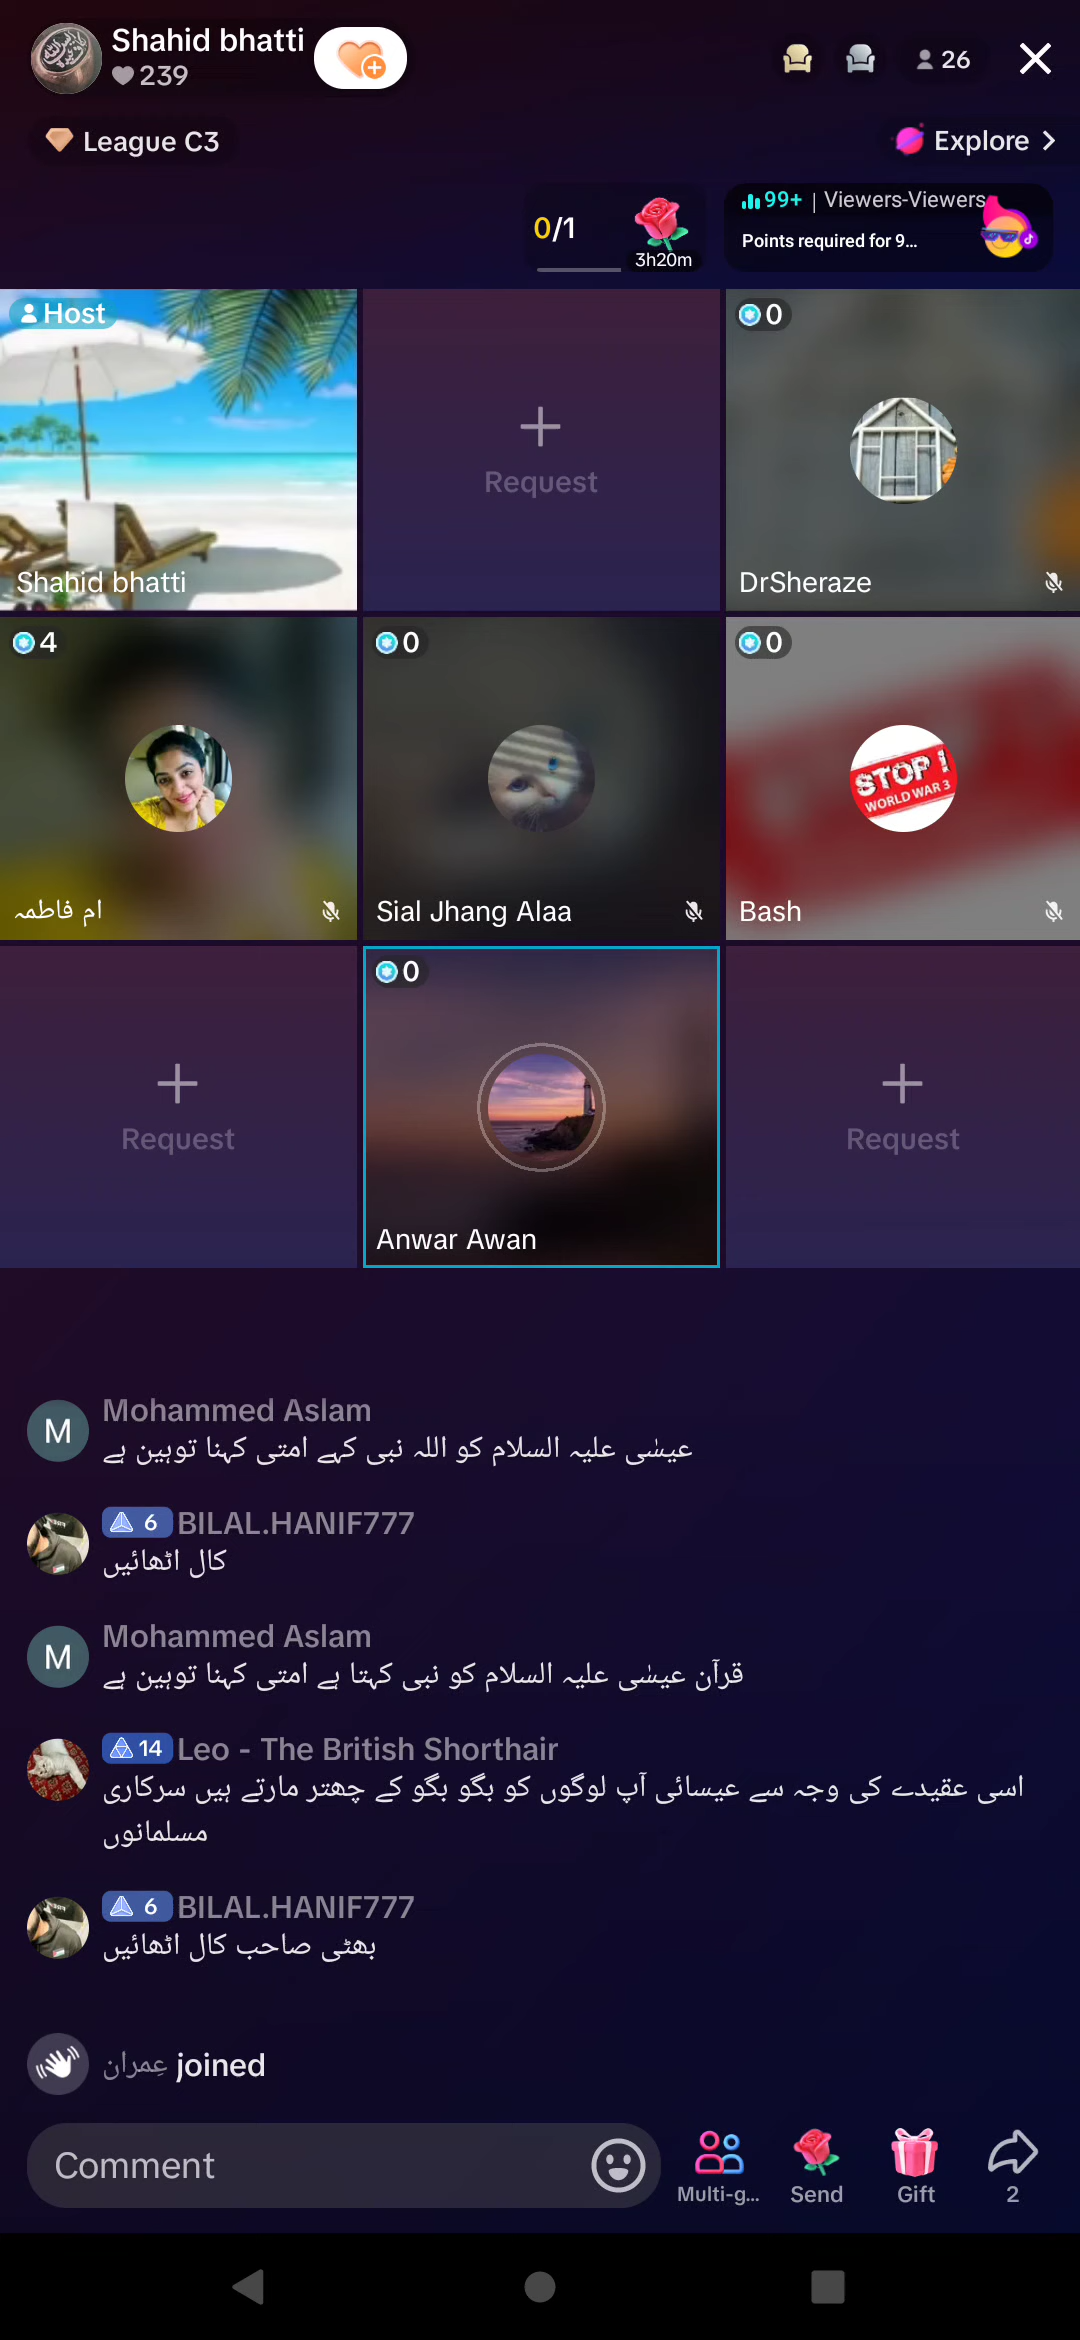 Shahid bhatti
239
26
League C3
Explore
0/1
3h20m
99+ | Viewers-Viewers
Points required for 9...
Host
Shahid bhatti
Request
0
DrSheraze
4
ام فاطمہ
0
Sial Jhang Alaa
0
STOP !
WORLD WAR 3
Bash
Request
0
Anwar Awan
Request
M
Mohammed Aslam
عیسٰی علیہ السلام کو اللہ نبی کہے امتی کہنا توہین ہے
6 BILAL.HANIF777
کال اٹھائیں
M
Mohammed Aslam
قرآن عیسٰی علیہ السلام کو نبی کہتا ہے امتی کہنا توہین ہے
14 Leo - The British Shorthair
اسی عقیدے کی وجہ سے عیسائی آپ لوگوں کو بگو بگو کے چھتر مارتے ہیں سرکاری
مسلمانوں
6 BILAL.HANIF777
بھٹی صاحب کال اٹھائیں
عِمران joined
Comment
Multi-g...
Send
Gift
2